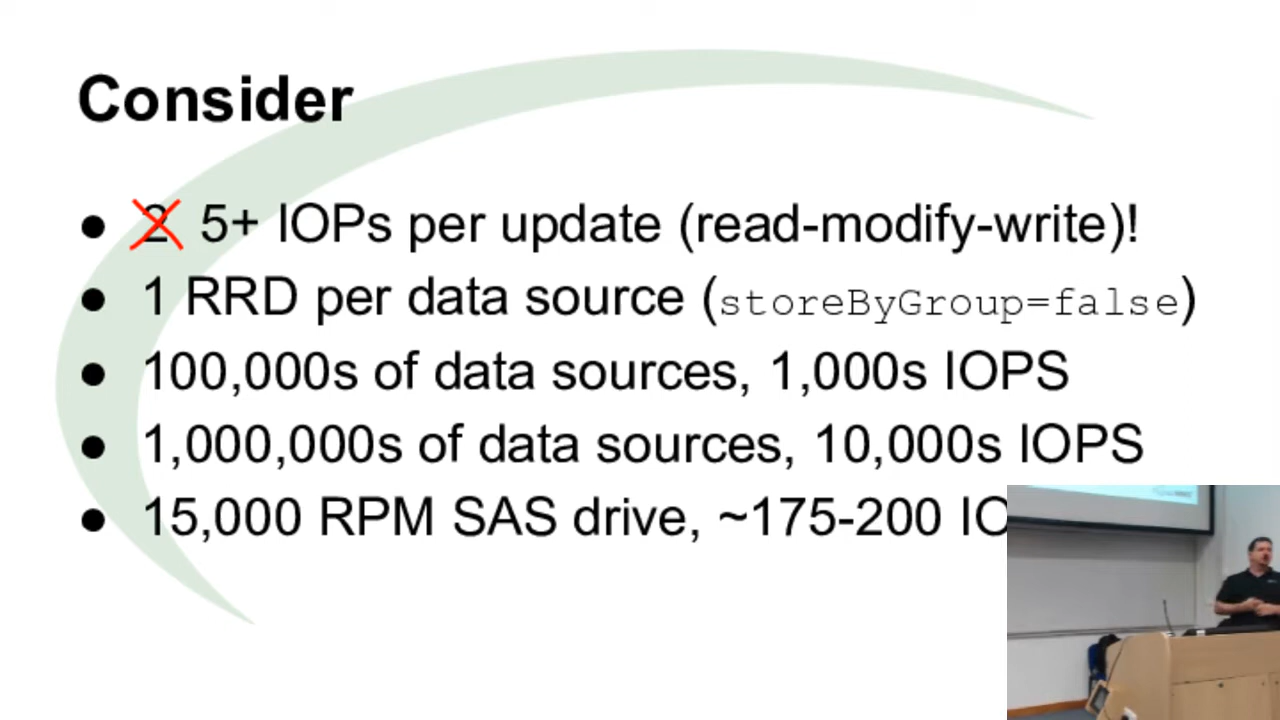 Consider
● 2 5+ IOPs per update (read-modify-write)!
● 1 RRD per data source (storeByGroup=false)
● 100,000s of data sources, 1,000s IOPS
● 1,000,000s of data sources, 10,000s IOPS
● 15,000 RPM SAS drive, ~175-200 IO